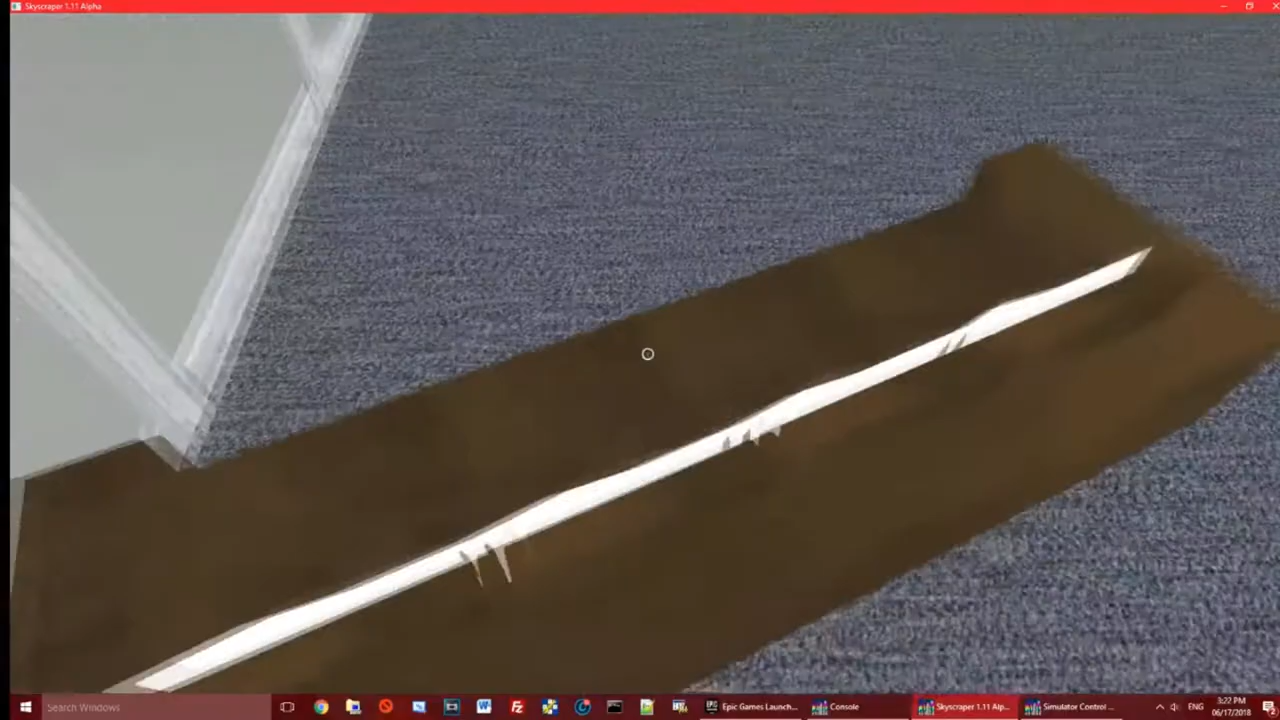 Skyscraper 1.11 Alpha
Search Windows
Epic Games Launch...
Console
Skyscraper 1.11 Alp...
Simulator Control ...
ENG
3:22 PM
06/17/2018